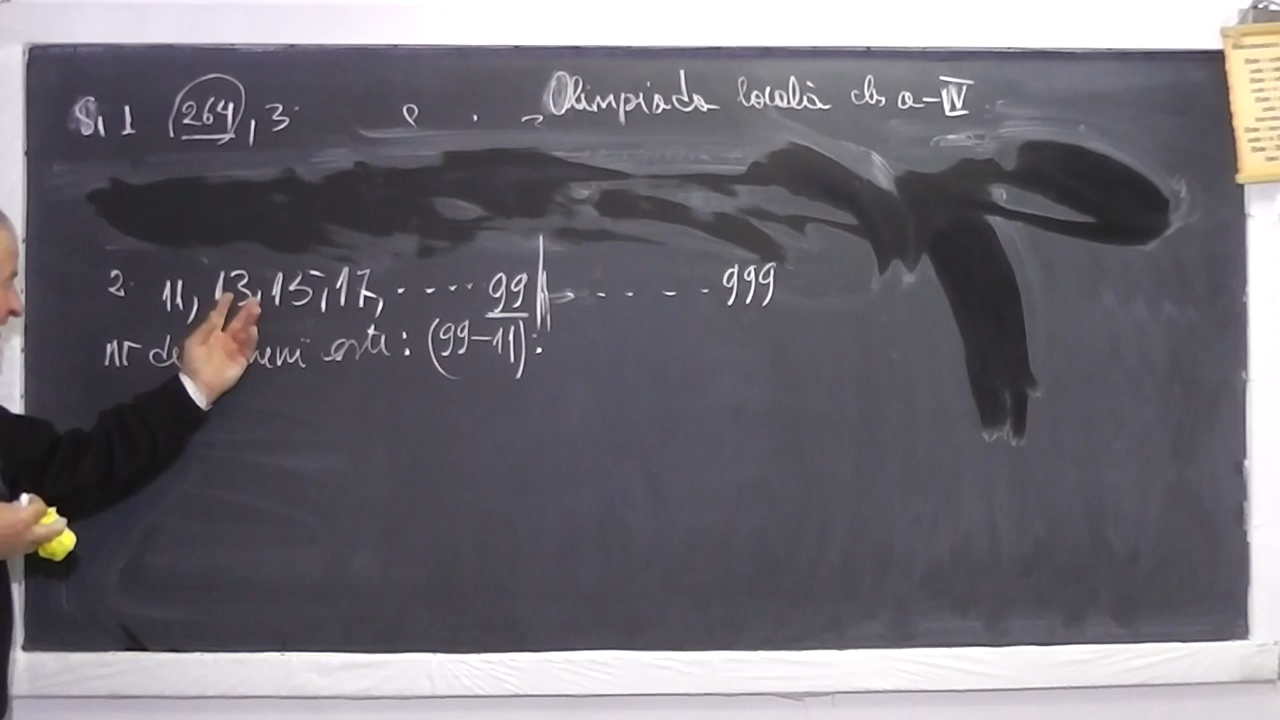 S, 1 264, 3
Olimpiada locală cls a-IV
2. 11, 13, 15, 17, .... 99 .... 999
nr de este : (99-11):